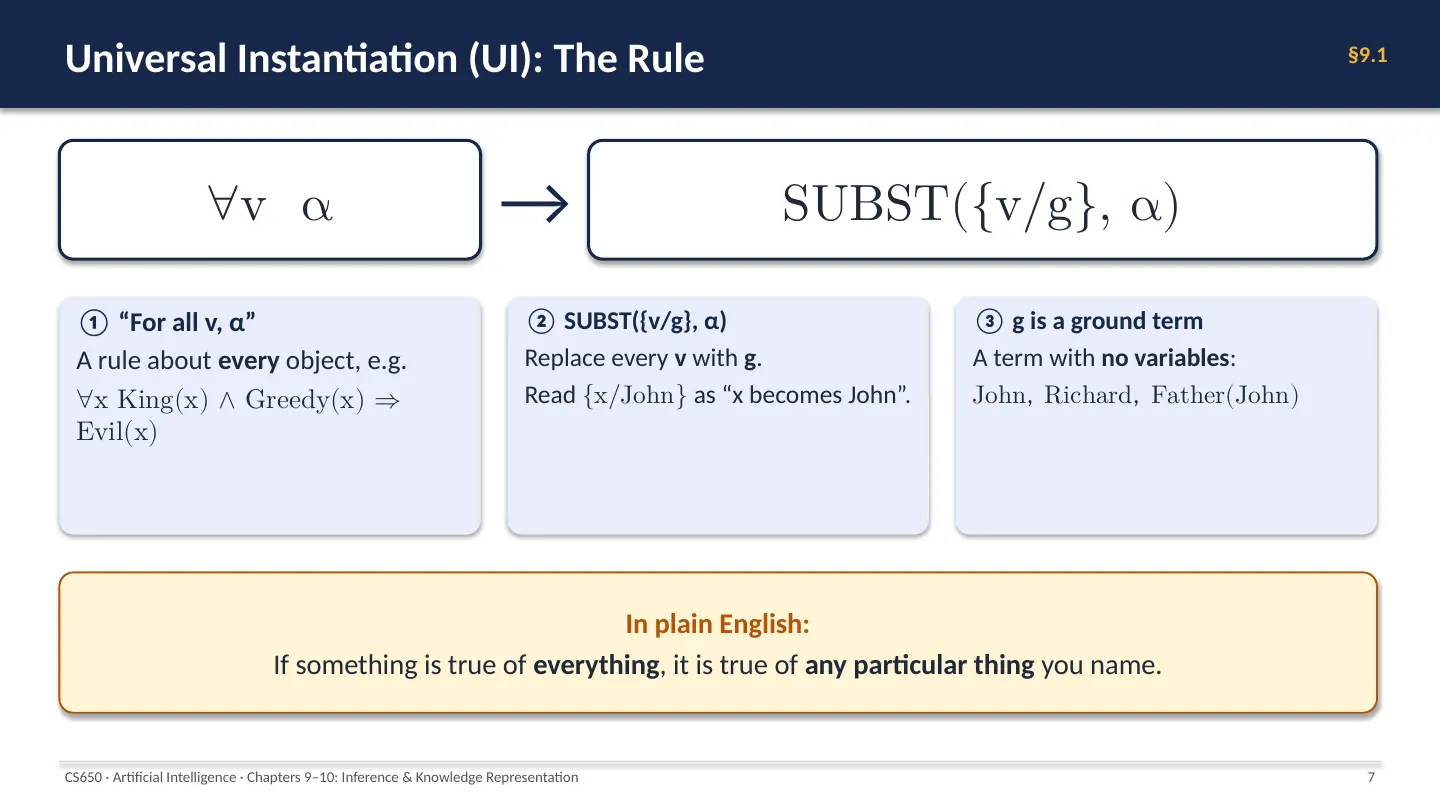 Universal Instantiation (UI): The Rule
§9.1
∀v α
→
SUBST({v/g}, α)
① “For all v, α”
A rule about every object, e.g.
∀x King(x) ∧ Greedy(x) ⇒
Evil(x)
② SUBST({v/g}, α)
Replace every v with g.
Read {x/John} as “x becomes John”.
③ g is a ground term
A term with no variables:
John, Richard, Father(John)
In plain English:
If something is true of everything, it is true of any particular thing you name.
CS650 · Artificial Intelligence · Chapters 9–10: Inference & Knowledge Representation
7